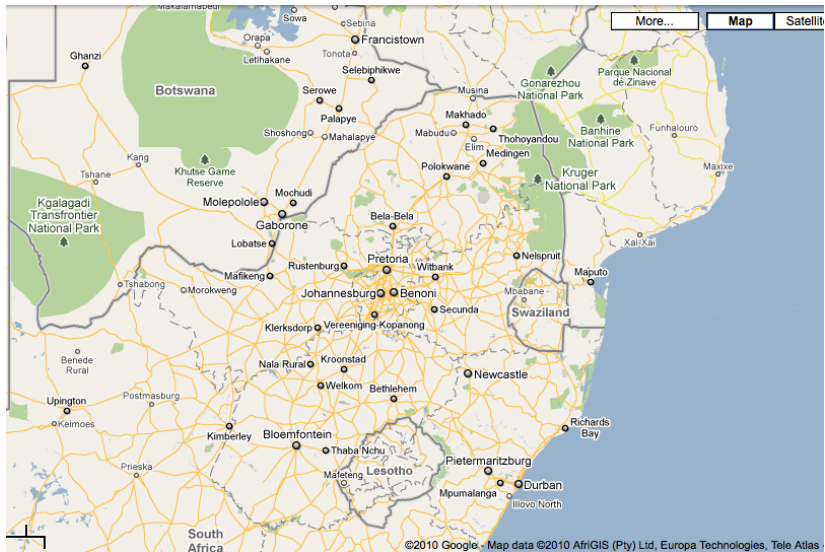 Makalamabedi
Sowa
Sebina
Orapa
Francistown
Tonota
Letlhakane
Ghanzi
Selebiphikwe
Botswana
Serowe
Palapye
Shoshong
Mahalapye
Kang
Tshane
Khutse Game
Reserve
Kgalagadi
Transfrontier
National Park
Molepolole
Mochudi
Gaborone
Lobatse
Tshabong
Mafikeng
Morokweng
More...
Map
Satellite
Gonarezhou
National Park
Parque Nacional
de Zinave
Musina
Makhado
Mabudu
Elim
Thohoyandou
Medingen
Polokwane
Banhine
National Park
Funhalouro
Maxixe
Kruger
National Park
Xai-Xai
Bela-Bela
Rustenburg
Pretoria
Witbank
Nelspruit
Maputo
Mbabane
Swaziland
Johannesburg
Benoni
Secunda
Vereeniging-Kopanong
Klerksdorp
Benede
Rural
Nala Rural
Kroonstad
Welkom
Bethlehem
Newcastle
Upington
Postmasburg
Keimoes
Kimberley
Bloemfontein
Thaba Nchu
Mafeteng
Lesotho
Prieska
Richards
Bay
Pietermaritzburg
Mpumalanga
Durban
Illovo North
South
Africa
©2010 Google - Map data ©2010 AfriGIS (Pty) Ltd, Europa Technologies, Tele Atlas -